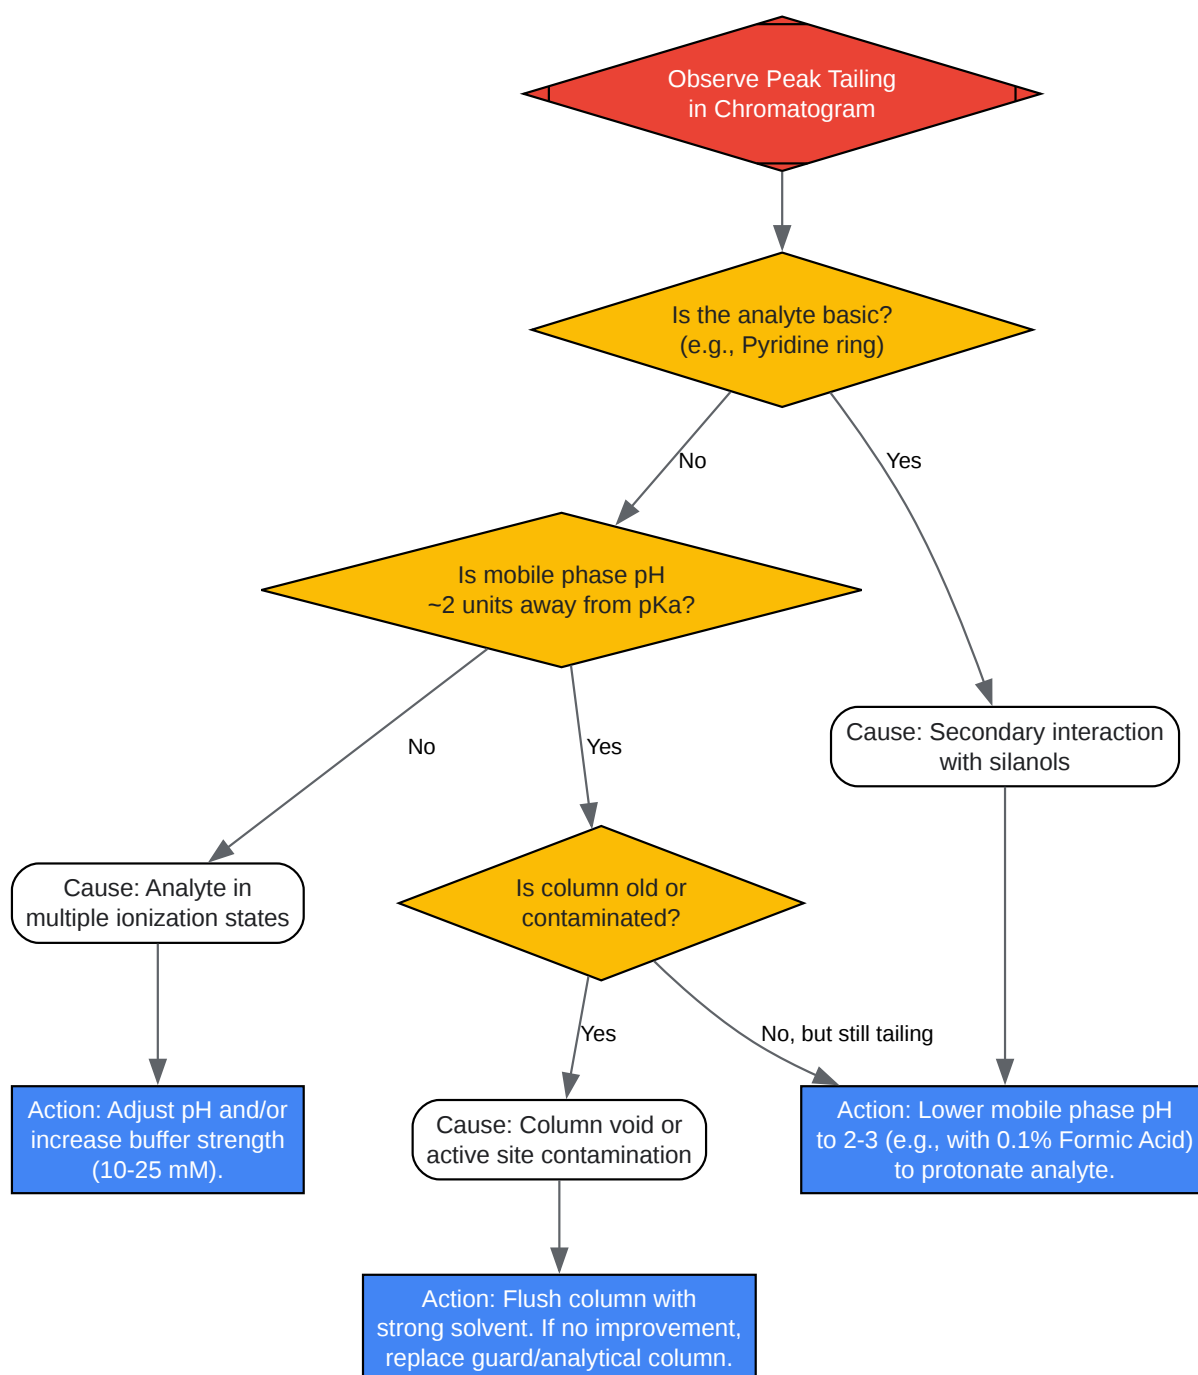 Observe Peak Tailing
in Chromatogram
Is the analyte basic?
(e.g., Pyridine ring)
No
Yes
Is mobile phase pH
~2 units away from pKa?
Cause: Secondary interaction
with silanols
No
Yes
Cause: Analyte in
multiple ionization states
Is column old or
contaminated?
Yes
No, but still tailing
Action: Adjust pH and/or
increase buffer strength
(10-25 mM).
Cause: Column void or
active site contamination
Action: Lower mobile phase pH
to 2-3 (e.g., with 0.1% Formic Acid)
to protonate analyte.
Action: Flush column with
strong solvent. If no improvement,
replace guard/analytical column.